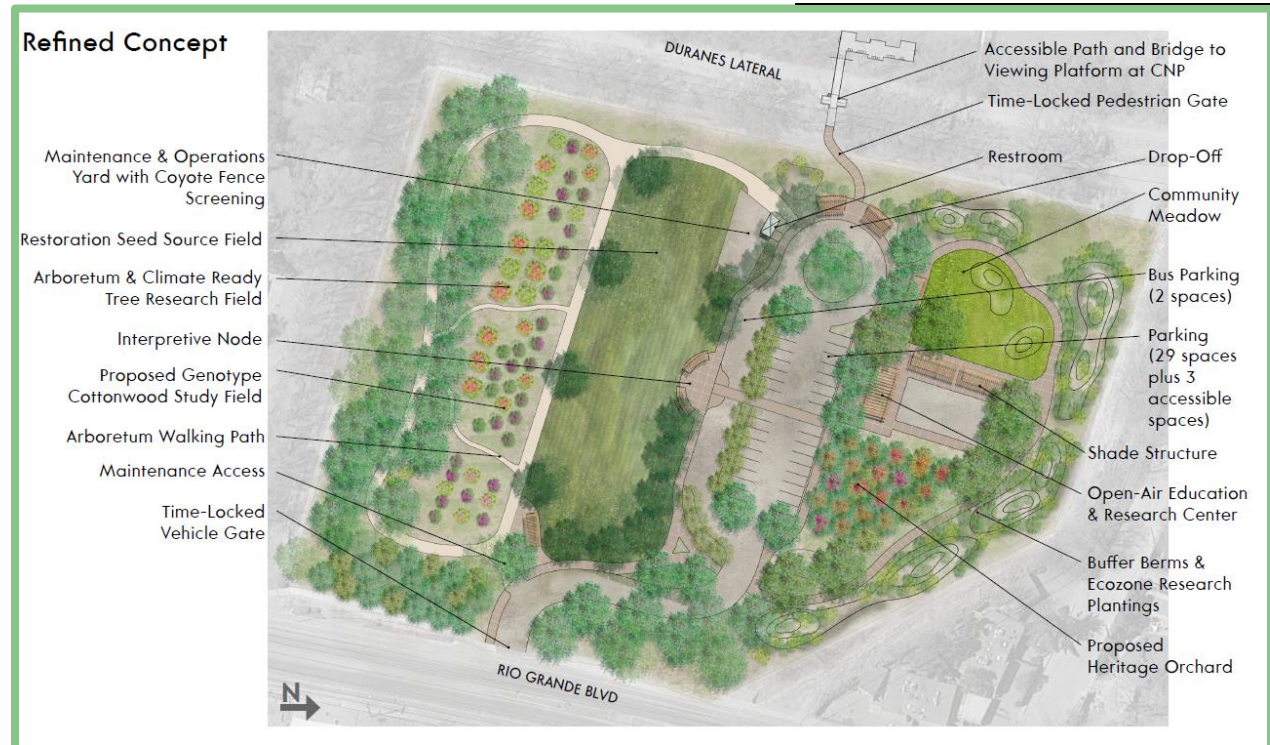 Refined Concept
DURANES LATERAL
Maintenance & Operations
Yard with Coyote Fence
Screening
Restoration Seed Source Field
Arboretum & Climate Ready
Tree Research Field
Interpretive Node
Proposed Genotype
Cottonwood Study Field
Arboretum Walking Path
Maintenance Access
Time-Locked
Vehicle Gate
Accessible Path and Bridge to
Viewing Platform at CNP
Time-Locked Pedestrian Gate
Restroom
Drop-Off
Community
Meadow
Bus Parking
(2 spaces)
Parking
(29 spaces
plus 3
accessible
spaces)
Shade Structure
Open-Air Education
& Research Center
Buffer Berms &
Ecozone Research
Plantings
Proposed
Heritage Orchard
RIO GRANDE BLVD
N